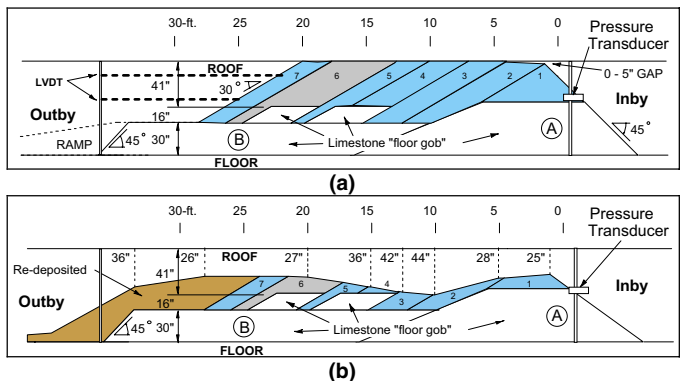 30-ft. 25 20 15 10 5 0
Pressure
Transducer
ROOF
LVDT
41"
30°
7 6 5 4 3 2 1
0 - 5" GAP
Outby
Inby
16"
RAMP
45°
30"
B
Limestone "floor gob"
A
45°
FLOOR
(a)
30-ft. 25 20 15 10 5 0
Pressure
Transducer
36" 26" ROOF 27" 36" 42" 44" 28" 25"
Re-deposited
41"
7 6 5 4 3 2 1
Outby
Inby
16"
45°
30"
B
Limestone "floor gob"
A
FLOOR
(b)